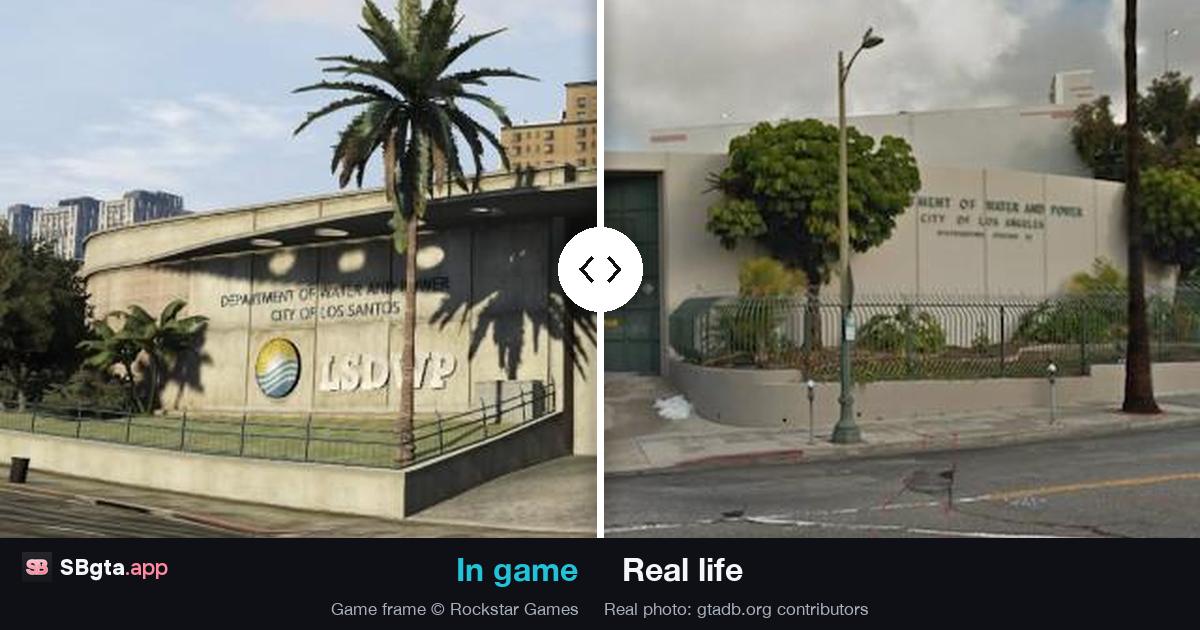 DEPARTMENT OF WATER AND POWER
CITY OF LOS SANTOS
LSDWP
MENT OF WATER AND POWER
CITY OF LOS ANGELES
SB SBgta.app
In game
Real life
Game frame © Rockstar Games
Real photo: gtadb.org contributors